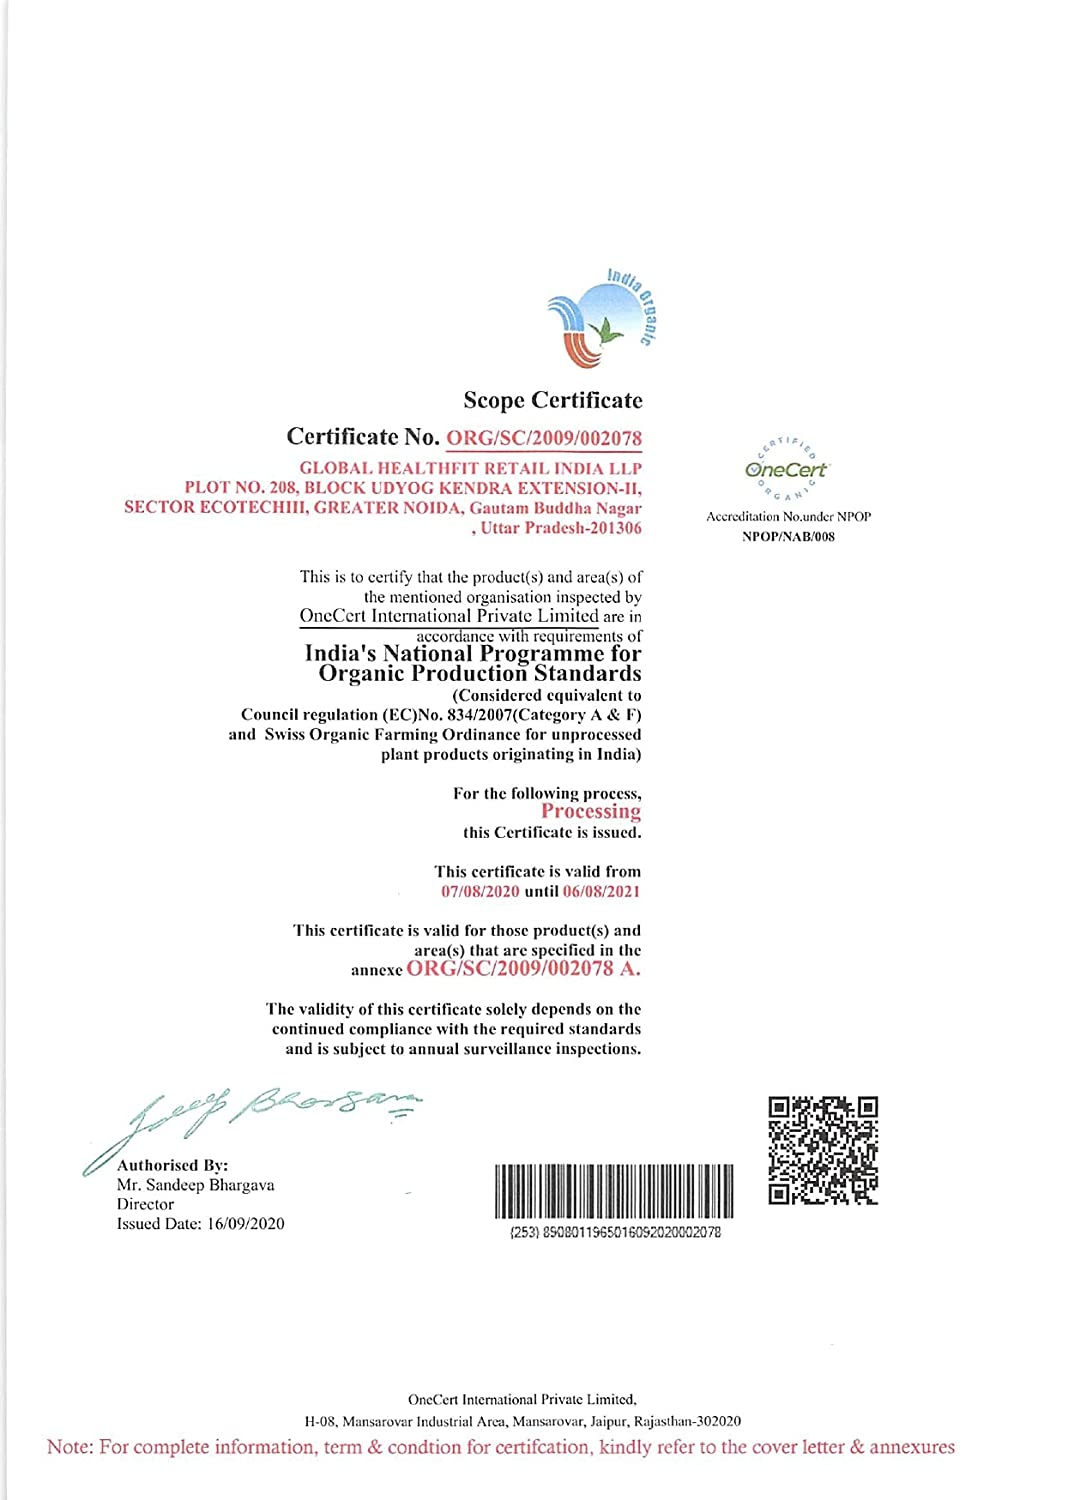 India Organic
Scope Certificate
Certificate No. ORG/SC/2009/002078
GLOBAL HEALTHFIT RETAIL INDIA LLP
PLOT NO. 208, BLOCK UDYOG KENDRA EXTENSION-II,
SECTOR ECOTECHIII, GREATER NOIDA, Gautam Buddha Nagar
, Uttar Pradesh-201306
CERTIFIED
OneCert
ORGANIC
Accreditation No.under NPOP
NPOP/NAB/008
This is to certify that the product(s) and area(s) of
the mentioned organisation inspected by
OneCert International Private Limited are in
accordance with requirements of
India's National Programme for
Organic Production Standards
(Considered equivalent to
Council regulation (EC)No. 834/2007(Category A & F)
and Swiss Organic Farming Ordinance for unprocessed
plant products originating in India)
For the following process,
Processing
this Certificate is issued.
This certificate is valid from
07/08/2020 until 06/08/2021
This certificate is valid for those product(s) and
area(s) that are specified in the
annexe ORG/SC/2009/002078 A.
The validity of this certificate solely depends on the
continued compliance with the required standards
and is subject to annual surveillance inspections.
Authorised By:
Mr. Sandeep Bhargava
Director
Issued Date: 16/09/2020
(253) 8908011965016092020002078
OneCert International Private Limited,
H-08, Mansarovar Industrial Area, Mansarovar, Jaipur, Rajasthan-302020
Note: For complete information, term & condtion for certifcation, kindly refer to the cover letter & annexures